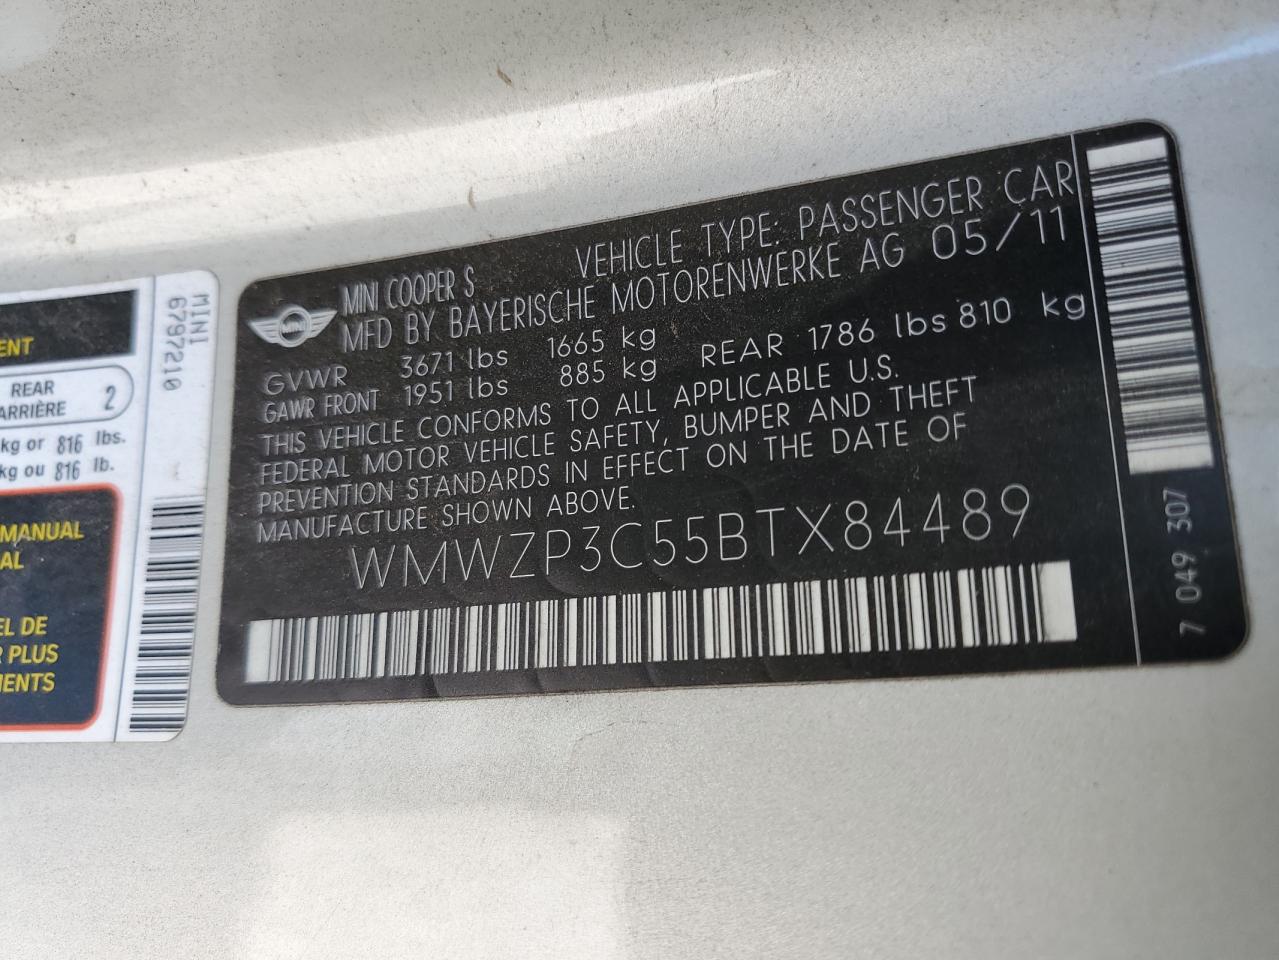 ENT
REAR
ARRIÈRE 2
kg or 816 lbs.
kg ou 816 lb.
MANUAL
AL
EL DE
R PLUS
MENTS
MINI
6797210
MINI
MINI COOPER S VEHICLE TYPE: PASSENGER CAR
MFD BY BAYERISCHE MOTORENWERKE AG 05/11
GVWR 3671 lbs 1665 kg
GAWR FRONT 1951 lbs 885 kg REAR 1786 lbs 810 kg
THIS VEHICLE CONFORMS TO ALL APPLICABLE U.S.
FEDERAL MOTOR VEHICLE SAFETY, BUMPER AND THEFT
PREVENTION STANDARDS IN EFFECT ON THE DATE OF
MANUFACTURE SHOWN ABOVE.
WMWZP3C55BTX84489
7 049 307